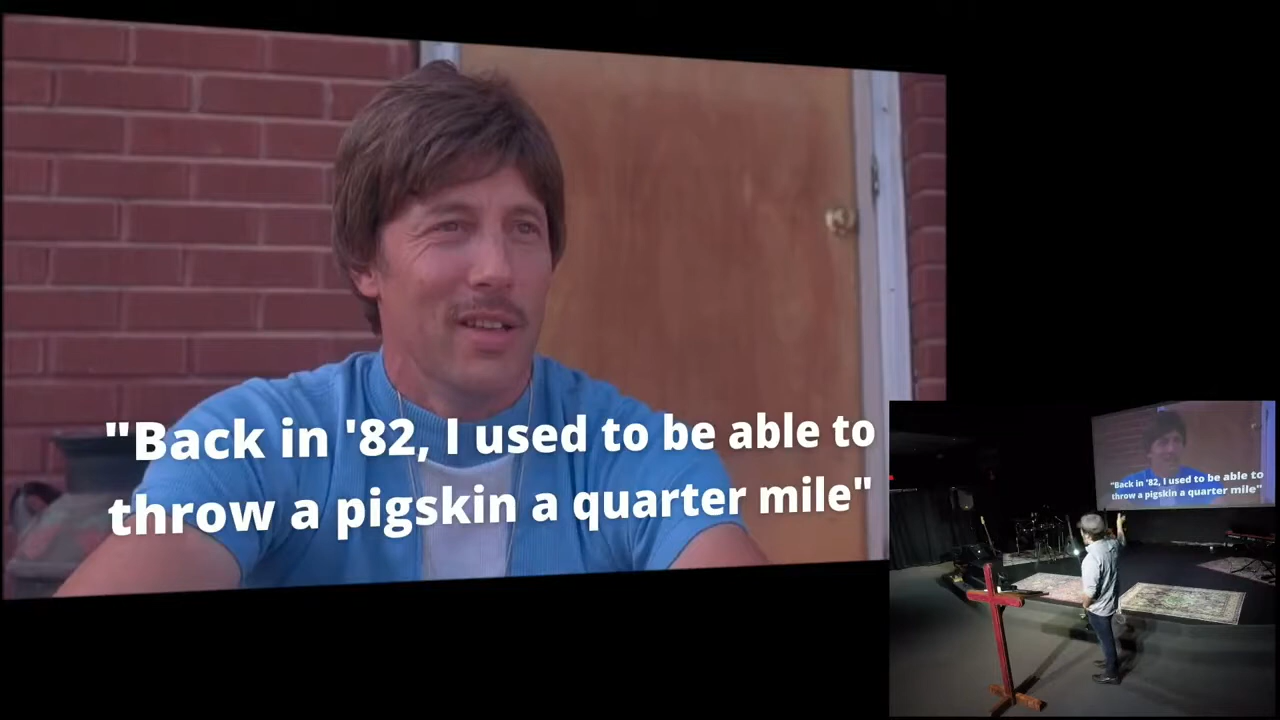 "Back in '82, I used to be able to
throw a pigskin a quarter mile"
"Back in '82, I used to be able to
throw a pigskin a quarter mile"